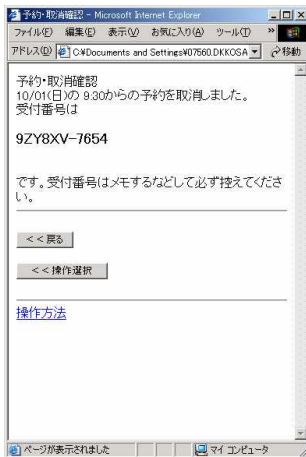 予約・取消確認 - Microsoft Internet Explorer
ファイル(F) 編集(E) 表示(V) お気に入り(A) ツール(T) »
アドレス(D) C:¥Documents and Settings¥07560.DKKOSA 移動
予約・取消確認
10/01(日)の 9:30からの予約を取消しました。
受付番号は
9ZY8XV-7654
です。受付番号はメモするなどして必ず控えてくださ
い。
<<戻る
<<操作選択
操作方法
ページが表示されました マイ コンピュータ